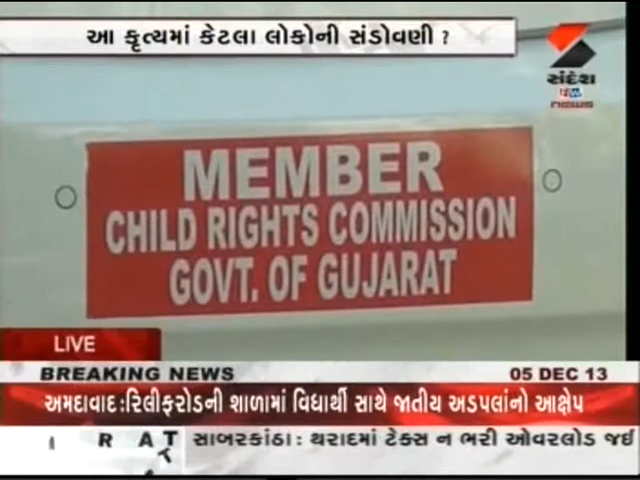 આ કૃત્યમાં કેટલા લોકોની સંડોવણી ?
સંદેશ
news
MEMBER
CHILD RIGHTS COMMISSION
GOVT. OF GUJARAT
LIVE
BREAKING NEWS
05 DEC 13
અમદાવાદ:રિલીફરોડની શાળામાં વિધાર્થી સાથે જાતીય અડપલાંનો આક્ષેપ
સાબરકાંઠા: થરાદમાં ટેક્સ ન ભરી ઓવરલોડ જઈ